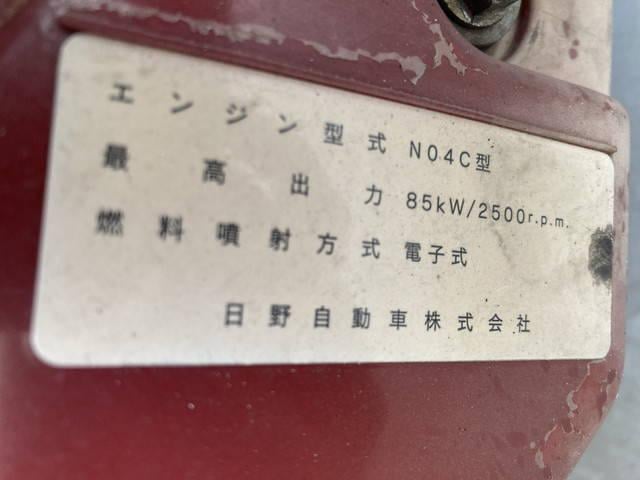 エンジン型式 N04C型
最高出力 85kW/2500r.p.m.
燃料噴射方式 電子式
日野自動車株式会社